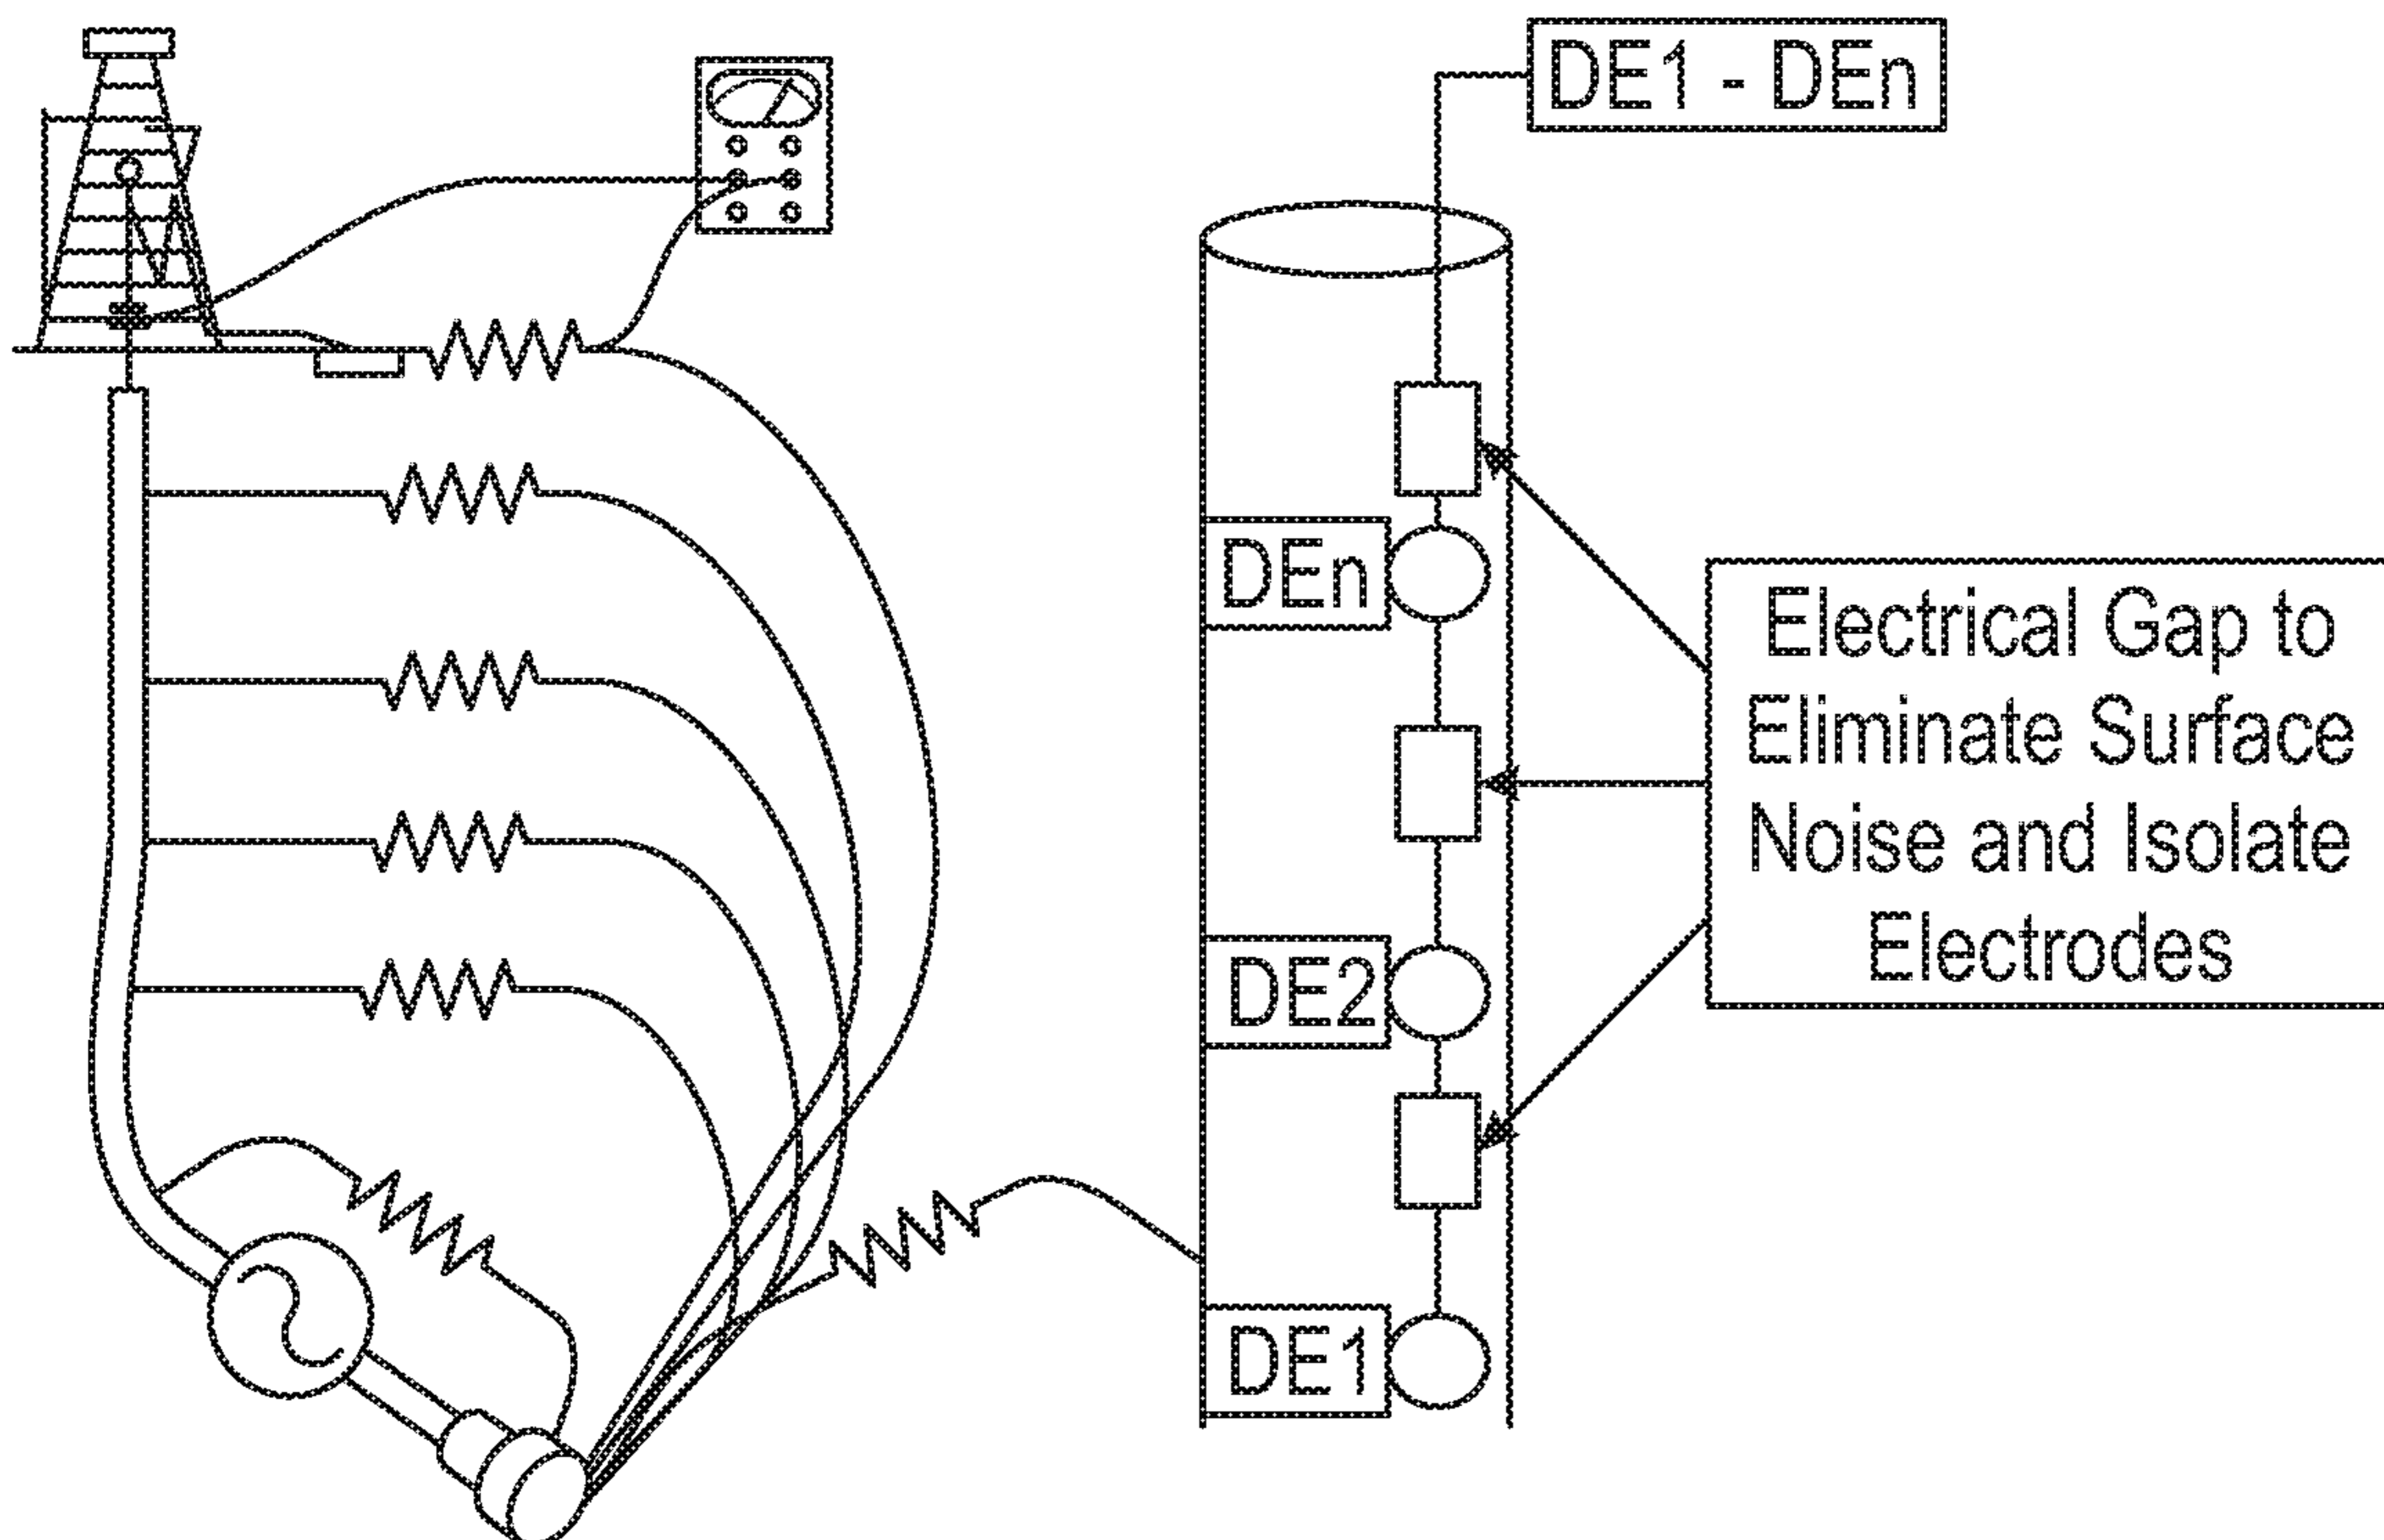 DE1 - DEn
DEn
Electrical Gap to
Eliminate Surface
Noise and Isolate
Electrodes
DE2
DE1